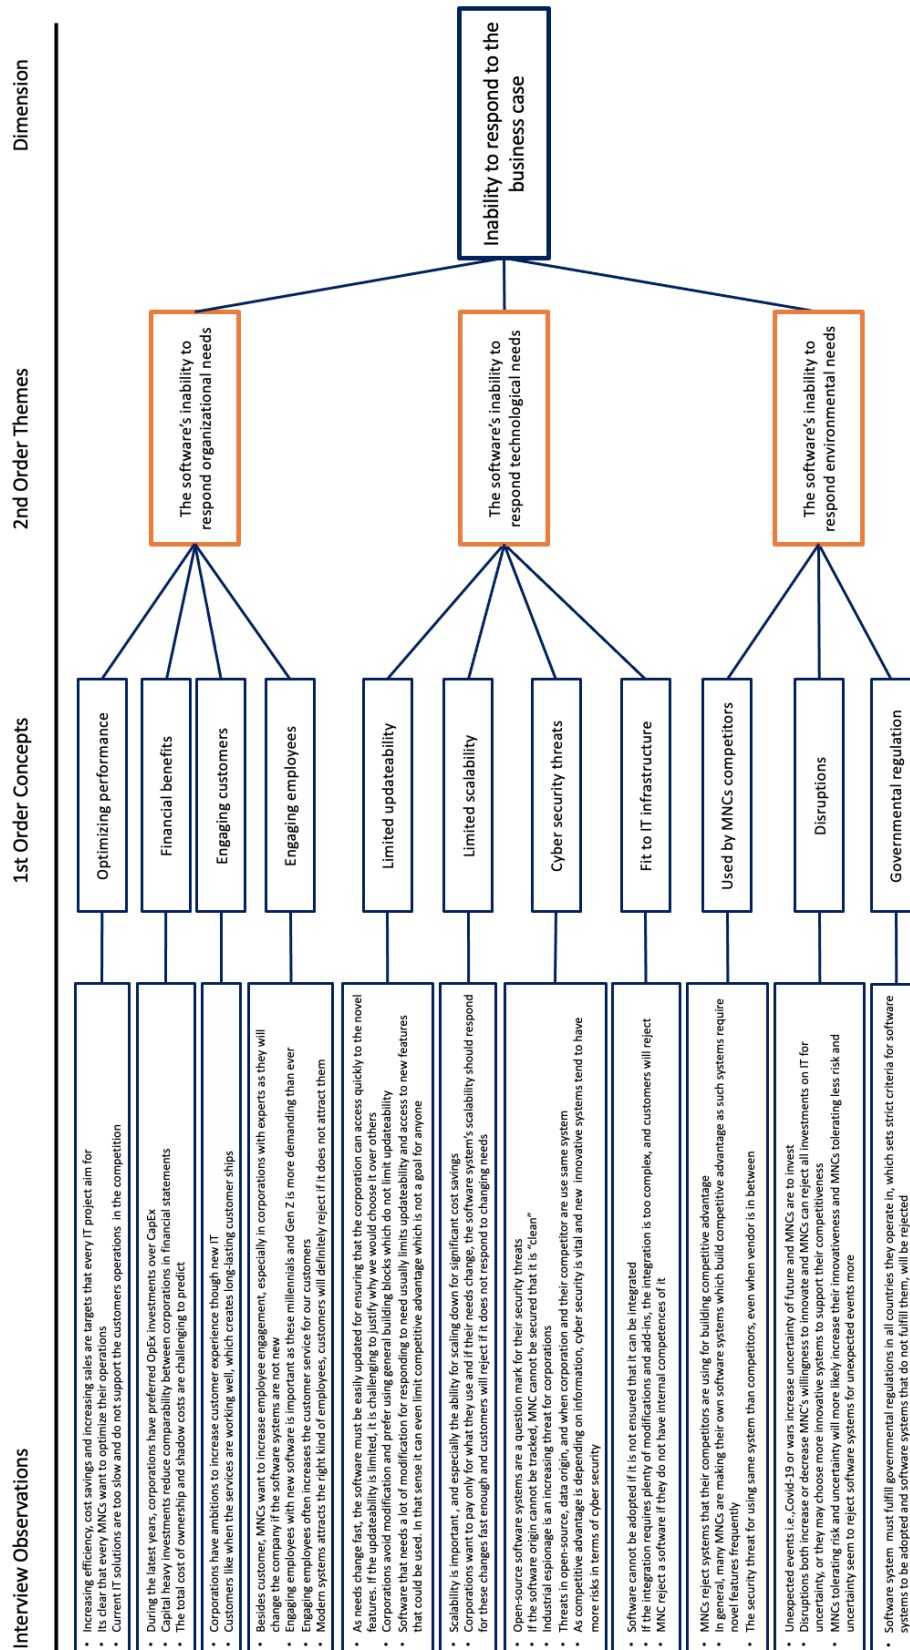 Interview Observations
1st Order Concepts
2nd Order Themes
Dimension
• Increasing efficiency, cost savings and increasing sales are targets that every IT project aim for
• Its clear that every MNCs want to optimize their operations
• Current IT solutions are too slow and do not support the customers operations in the competition
Optimizing performance
• During the latest years, corporations have preferred OpEx investments over CapEx
• Capital heavy investments reduce comparability between corporations in financial statements
• The total cost of ownership and shadow costs are challenging to predict
Financial benefits
• Corporations have ambitions to increase customer experience though new IT
• Customers like when the services are working well, which creates long-lasting customer ships
Engaging customers
• Besides customer, MNCs want to increase employee engagement, especially in corporations with experts as they will
change the company if the software systems are not new
• Engaging employees with new software is important as these millennials and Gen Z is more demanding than ever
• Engaging employees often increases the customer service for our customers
• Modern systems attracts the right kind of employees, customers will definitely reject if it does not attract them
Engaging employees
The software's inability to
respond organizational needs
• As needs change fast, the software must be easily updated for ensuring that the corporation can access quickly to the novel
features. If the updateability is limited, it is challenging to justify why we would choose it over others
• Corporations avoid modification and prefer using general building blocks which do not limit updateability
• Software that needs a lot of modification for responding to need usually limits updateability and access to new features
that could be used. In that sense it can even limit competitive advantage which is not a goal for anyone
Limited updateability
• Scalability is important , and especially the ability for scaling down for significant cost savings
• Corporations want to pay only for what they use and if their needs change, the software system's scalability should respond
for these changes fast enough and customers will reject if it does not respond to changing needs
Limited scalability
• Open-source software systems are a question mark for their security threats
• If the software origin cannot be tracked, MNC cannot be secured that it is "clean"
• Industrial espionage is an increasing threat for corporations
• Threats in open-source, data origin, and when corporation and their competitor are use same system
• As competitive advantage is depending on information, cyber security is vital and new innovative systems tend to have
more risks in terms of cyber security
Cyber security threats
• Software cannot be adopted if it is not ensured that it can be integrated
• If the integration requires plenty of modifications and add-ins, the integration is too complex, and customers will reject
• MNC reject a software if they do not have internal competences of it
Fit to IT infrastructure
The software's inability to
respond technological needs
Inability to respond to the
business case
• MNCs reject systems that their competitors are using for building competitive advantage
• In general, many MNCs are making their own software systems which build competitive advantage as such systems require
novel features frequently
• The security threat for using same system than competitors, even when vendor is in between
Used by MNCs competitors
• Unexpected events i.e.,Covid-19 or wars increase uncertainty of future and MNCs are to invest
• Disruptions both increase or decrease MNC's willingness to innovate and MNCs can reject all investments on IT for
uncertainty, or they may chose more innovative systems to support their competitiveness
• MNCs tolerating risk and uncertainty will more likely increase their innovativeness and MNCs tolerating less risk and
uncertainty seem to reject software systems for unexpected events more
Disruptions
• Software system must fulfill governmental regulations in all countries they operate in, which sets strict criteria for software
systems to be adopted and software systems that do not fulfill them, will be rejected
Governmental regulation
The software's inability to
respond environmental needs